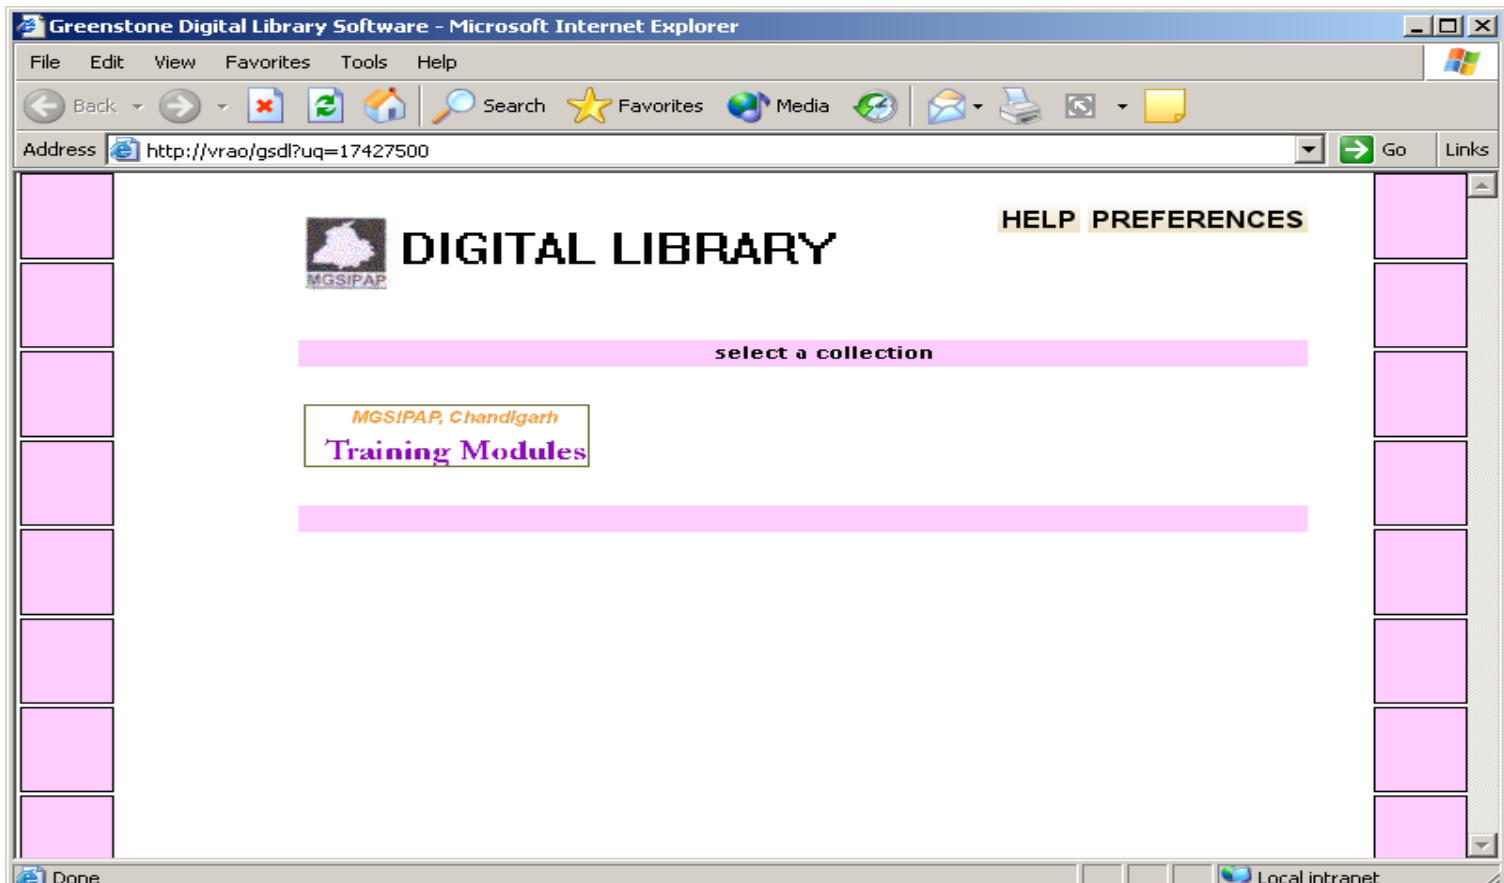 Greenstone Digital Library Software - Microsoft Internet Explorer
File Edit View Favorites Tools Help
Back Search Favorites Media
Address http://vrao/gsdl?uq=17427500 Go Links
HELP PREFERENCES
DIGITAL LIBRARY
MGSIPAP
select a collection
MGSIPAP, Chandigarh
Training Modules
Done Local intranet